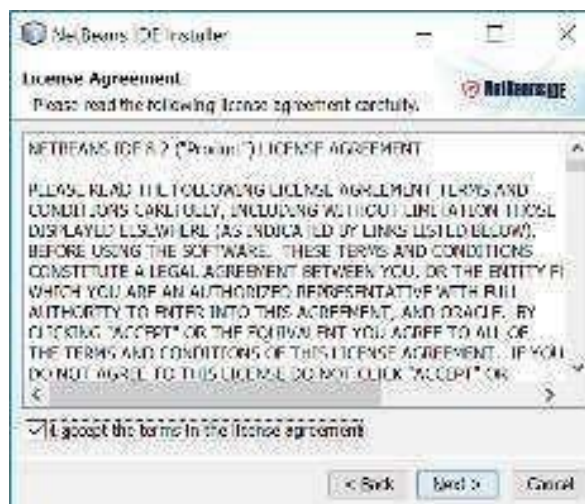 NetBeans IDE Installer
License Agreement
Please read the following license agreement carefully.
NetBeans IDE
NETBEANS IDE 8.2 ("Product") LICENSE AGREEMENT
PLEASE READ THE FOLLOWING LICENSE AGREEMENT TERMS AND
CONDITIONS CAREFULLY, INCLUDING WITHOUT LIMITATION THOSE
DISPLAYED ELSEWHERE (AS INDICATED BY LINKS LISTED BELOW),
BEFORE USING THE SOFTWARE. THESE TERMS AND CONDITIONS
CONSTITUTE A LEGAL AGREEMENT BETWEEN YOU, OR THE ENTITY F
WHICH YOU ARE AN AUTHORIZED REPRESENTATIVE WITH FULL
AUTHORITY TO ENTER INTO THIS AGREEMENT, AND ORACLE. BY
CLICKING "ACCEPT" OR THE EQUIVALENT YOU AGREE TO ALL OF
THE TERMS AND CONDITIONS OF THIS LICENSE AGREEMENT. IF YOU
DO NOT AGREE TO THIS LICENSE DO NOT CLICK "ACCEPT" OR
I accept the terms in the license agreement
< Back
Next >
Cancel